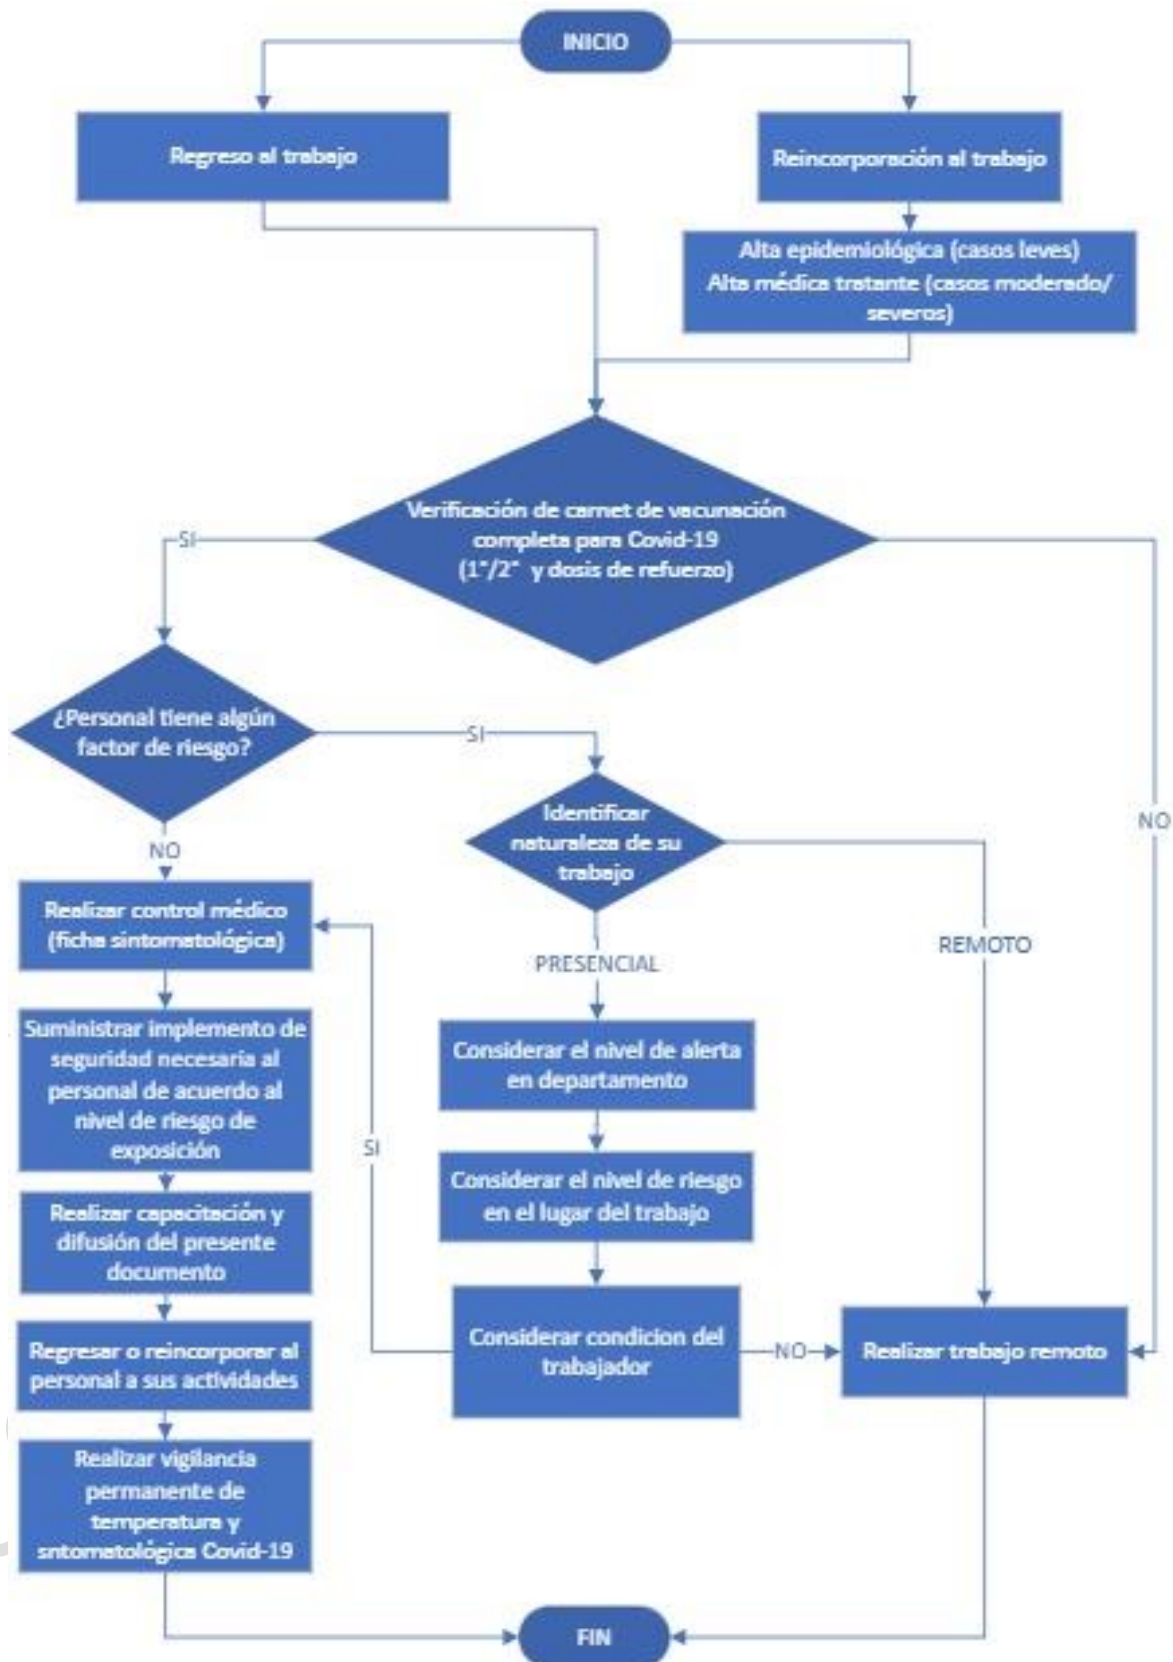 INICIO
Regreso al trabajo
Reincorporación al trabajo
Alta epidemiológica (casos leves)
Alta médica tratante (casos moderado/
severos)
Verificación de carnet de vacunación
completa para Covid-19
(1°/2° y dosis de refuerzo)
SI
NO
¿Personal tiene algún
factor de riesgo?
SI
NO
Identificar
naturaleza de su
trabajo
PRESENCIAL
REMOTO
Realizar control médico
(ficha sintomatológica)
Suministrar implemento de
seguridad necesaria al
personal de acuerdo al
nivel de riesgo de
exposición
Considerar el nivel de alerta
en departamento
Considerar el nivel de riesgo
en el lugar del trabajo
SI
Realizar capacitación y
difusión del presente
documento
Considerar condicion del
trabajador
NO
Realizar trabajo remoto
Regresar o reincorporar al
personal a sus actividades
Realizar vigilancia
permanente de
temperatura y
sntomatológica Covid-19
FIN